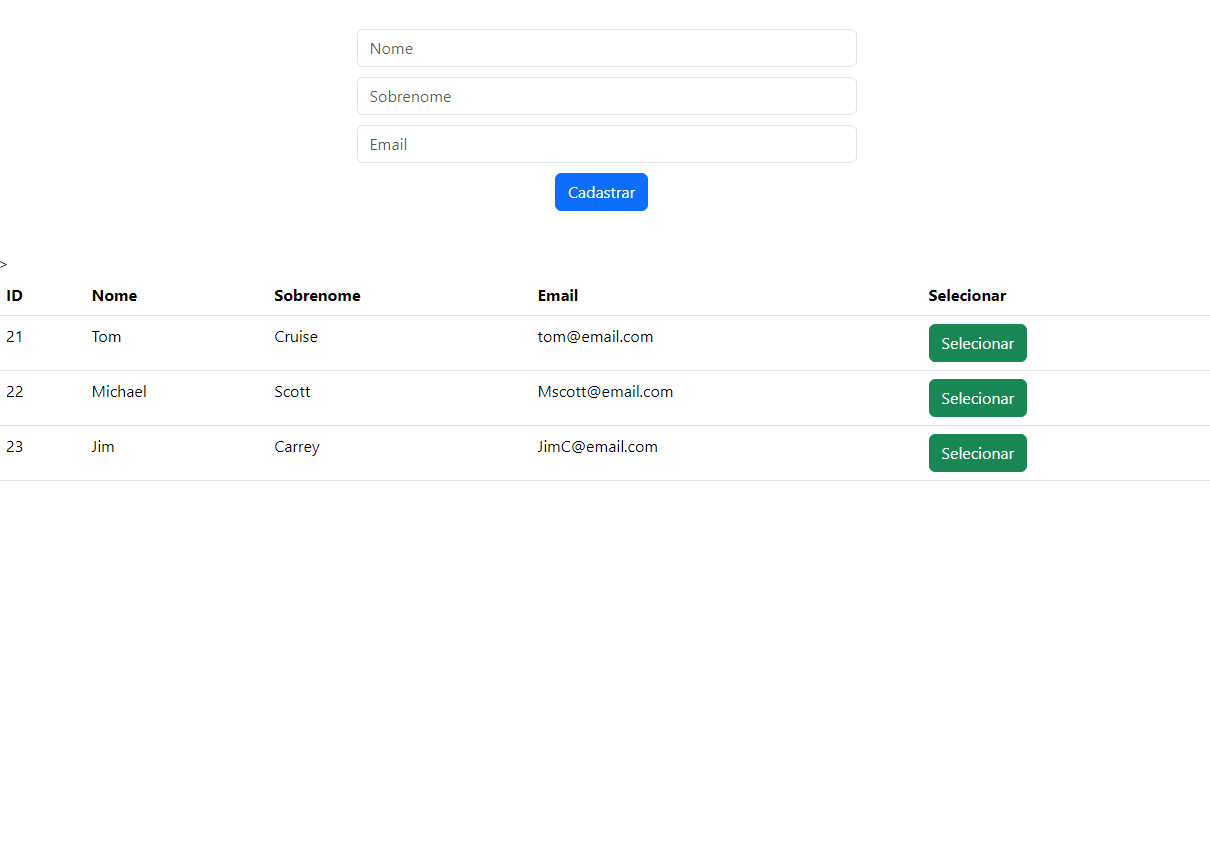 Nome
Sobrenome
Email
Cadastrar
>
ID Nome Sobrenome Email Selecionar
21 Tom Cruise tom@email.com Selecionar
22 Michael Scott Mscott@email.com Selecionar
23 Jim Carrey JimC@email.com Selecionar